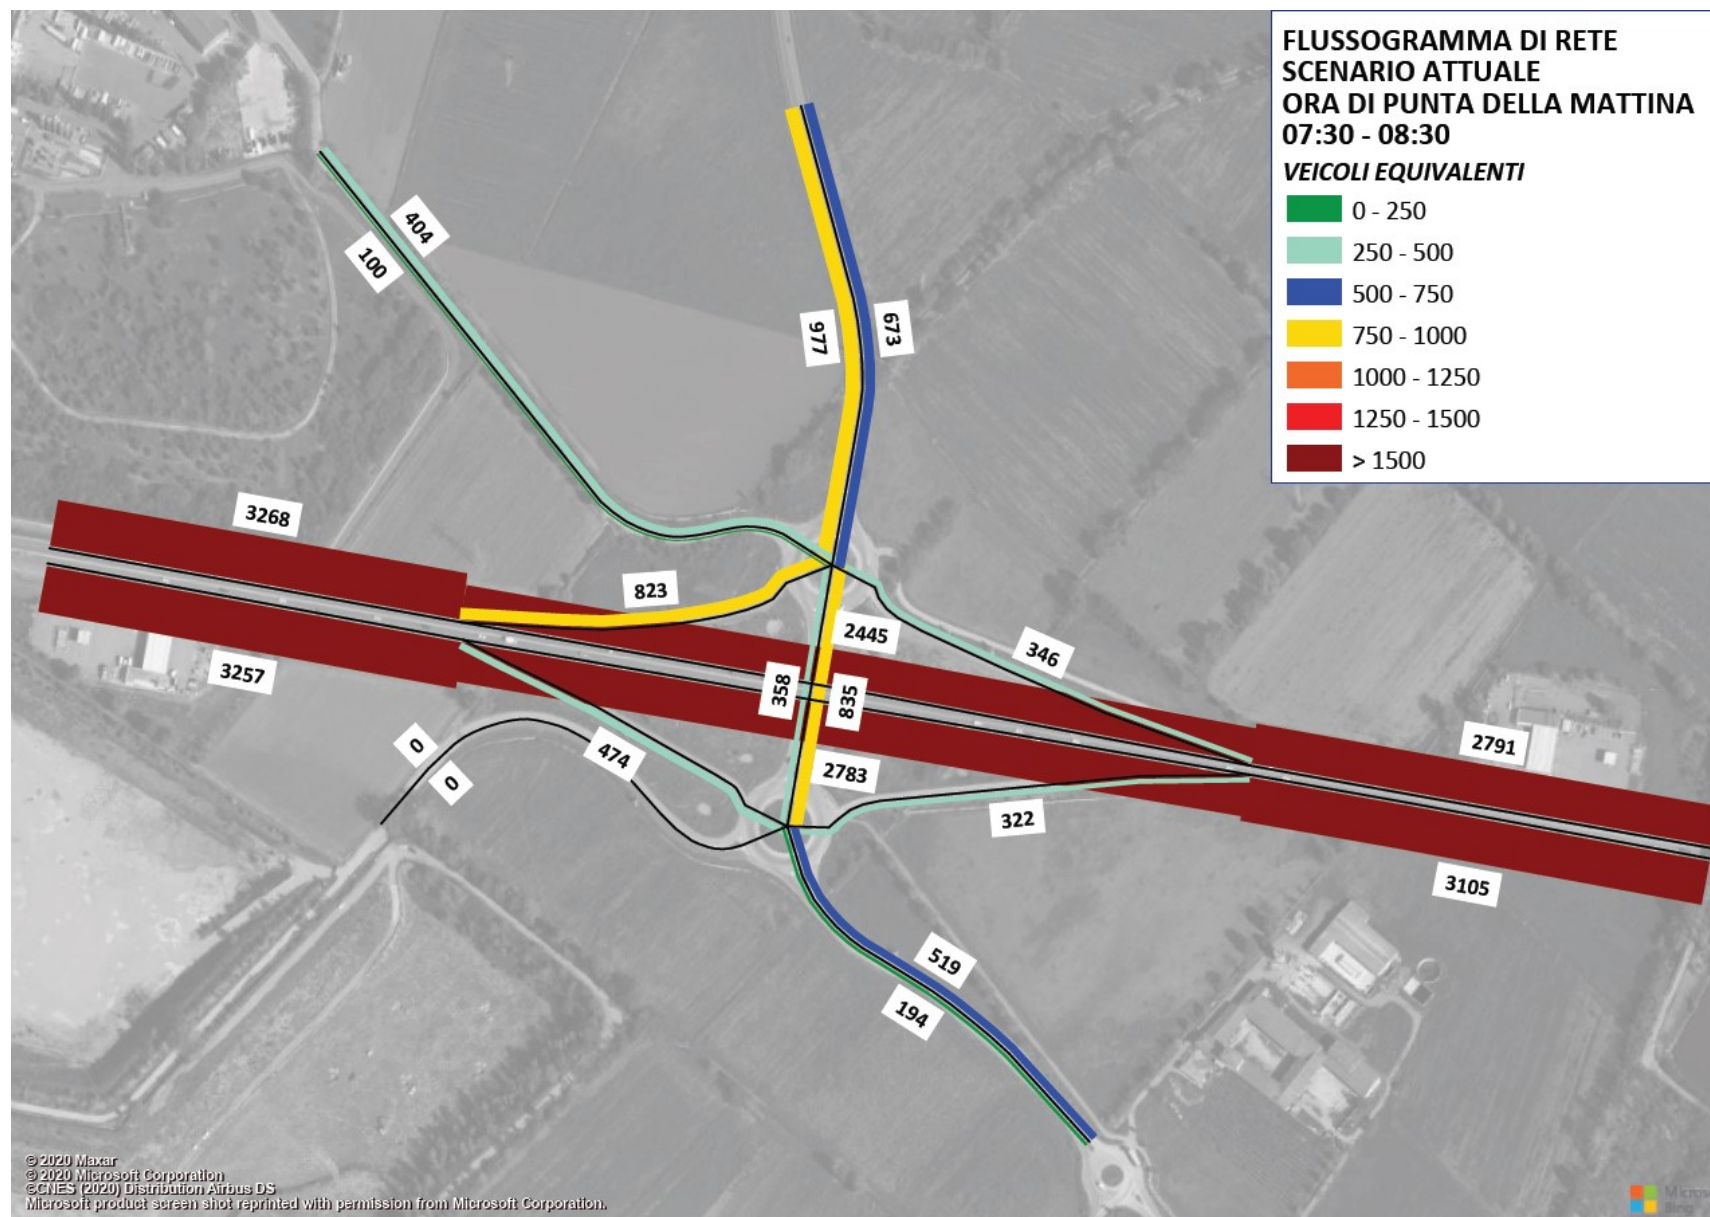 FLUSSOGRAMMA DI RETE
SCENARIO ATTUALE
ORA DI PUNTA DELLA MATTINA
07:30 - 08:30
VEICOLI EQUIVALENTI
0 - 250
250 - 500
500 - 750
750 - 1000
1000 - 1250
1250 - 1500
> 1500
404
100
977
673
3268
823
2445
346
3257
358
835
2791
0
0
474
2783
322
3105
519
194
© 2020 Maxar
© 2020 Microsoft Corporation
©CNES (2020) Distribution Airbus DS
Microsoft product screen shot reprinted with permission from Microsoft Corporation.
Bing